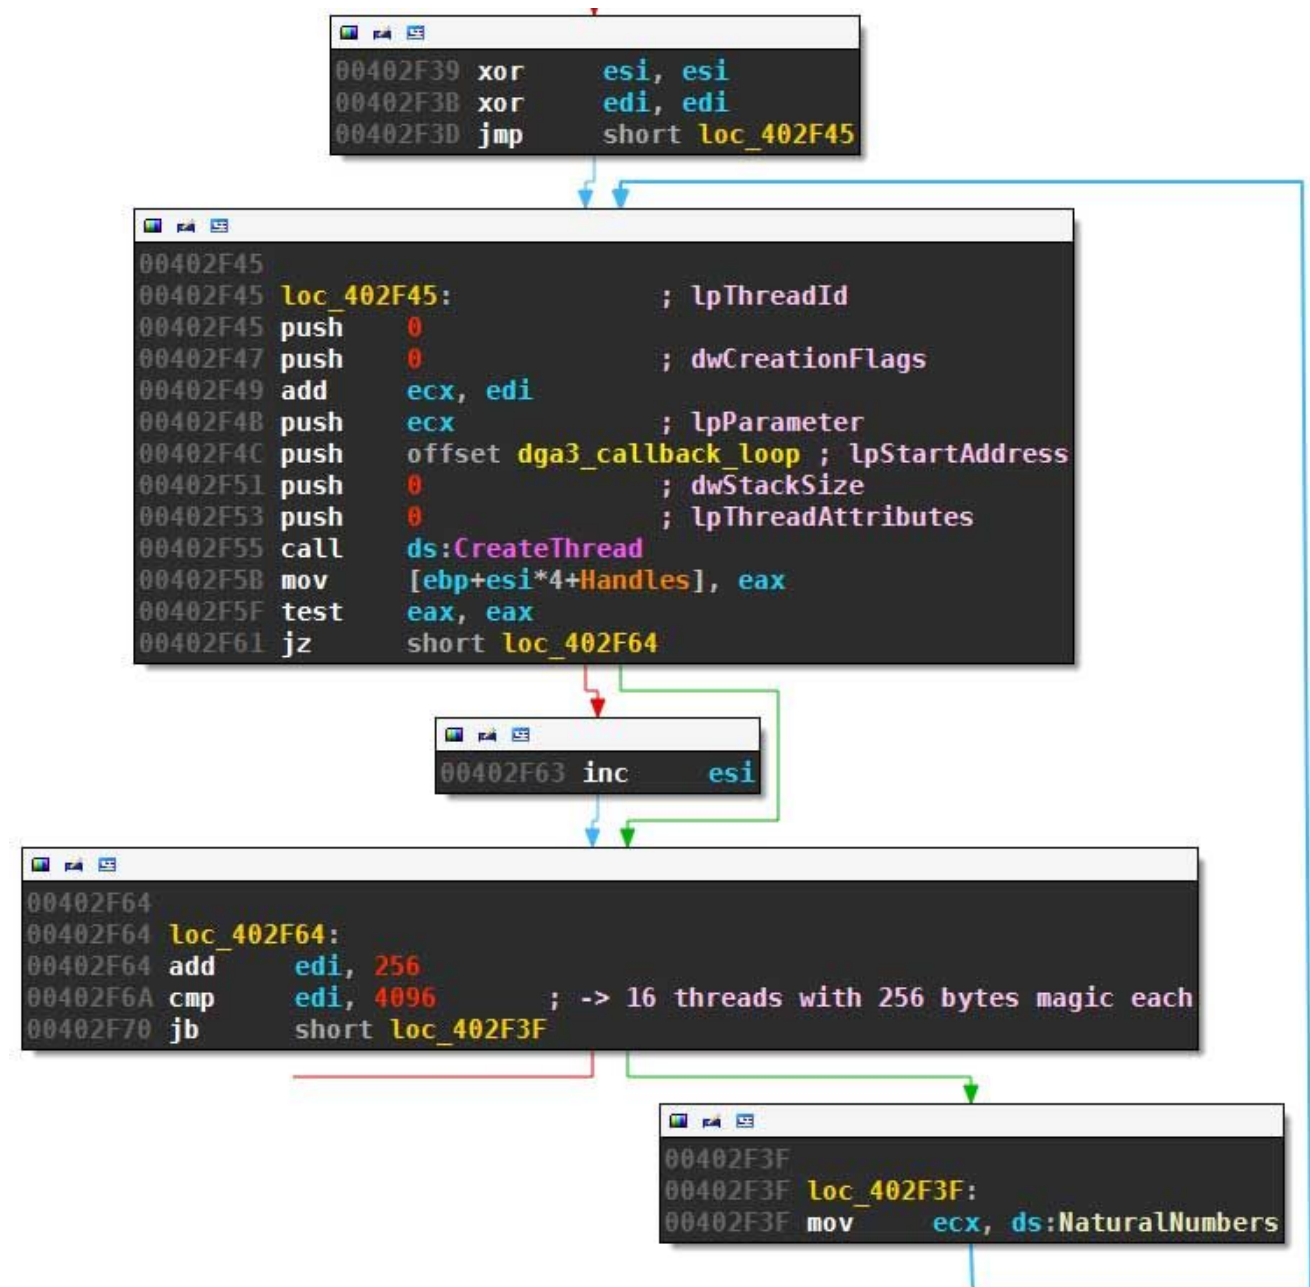 00402F39 xor esi, esi
00402F3B xor edi, edi
00402F3D jmp short loc_402F45
00402F45
00402F45 loc_402F45: ; lpThreadId
00402F45 push 0
00402F47 push 0 ; dwCreationFlags
00402F49 add ecx, edi
00402F4B push ecx ; lpParameter
00402F4C push offset dga3_callback_loop ; lpStartAddress
00402F51 push 0 ; dwStackSize
00402F53 push 0 ; lpThreadAttributes
00402F55 call ds:CreateThread
00402F5B mov [ebp+esi*4+Handles], eax
00402F5F test eax, eax
00402F61 jz short loc_402F64
00402F63 inc esi
00402F64
00402F64 loc_402F64:
00402F64 add edi, 256
00402F6A cmp edi, 4096 ; -> 16 threads with 256 bytes magic each
00402F70 jb short loc_402F3F
00402F3F
00402F3F loc_402F3F:
00402F3F mov ecx, ds:NaturalNumbers